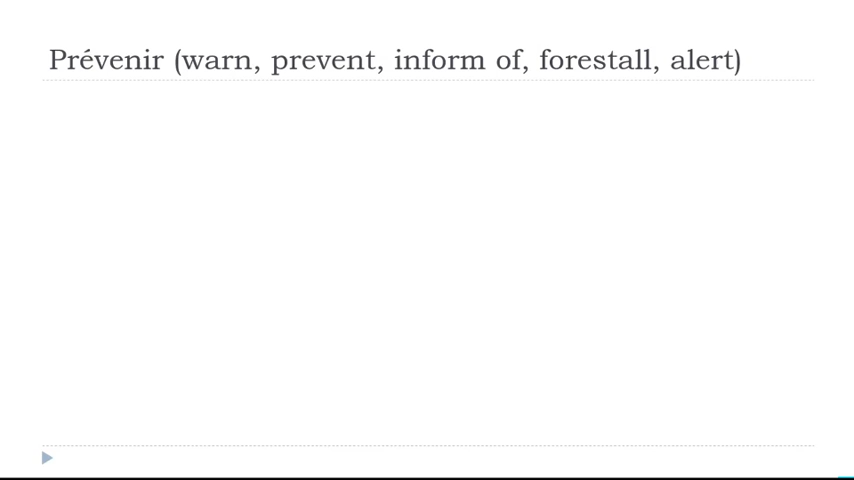 Prévenir (warn, prevent, inform of, forestall, alert)